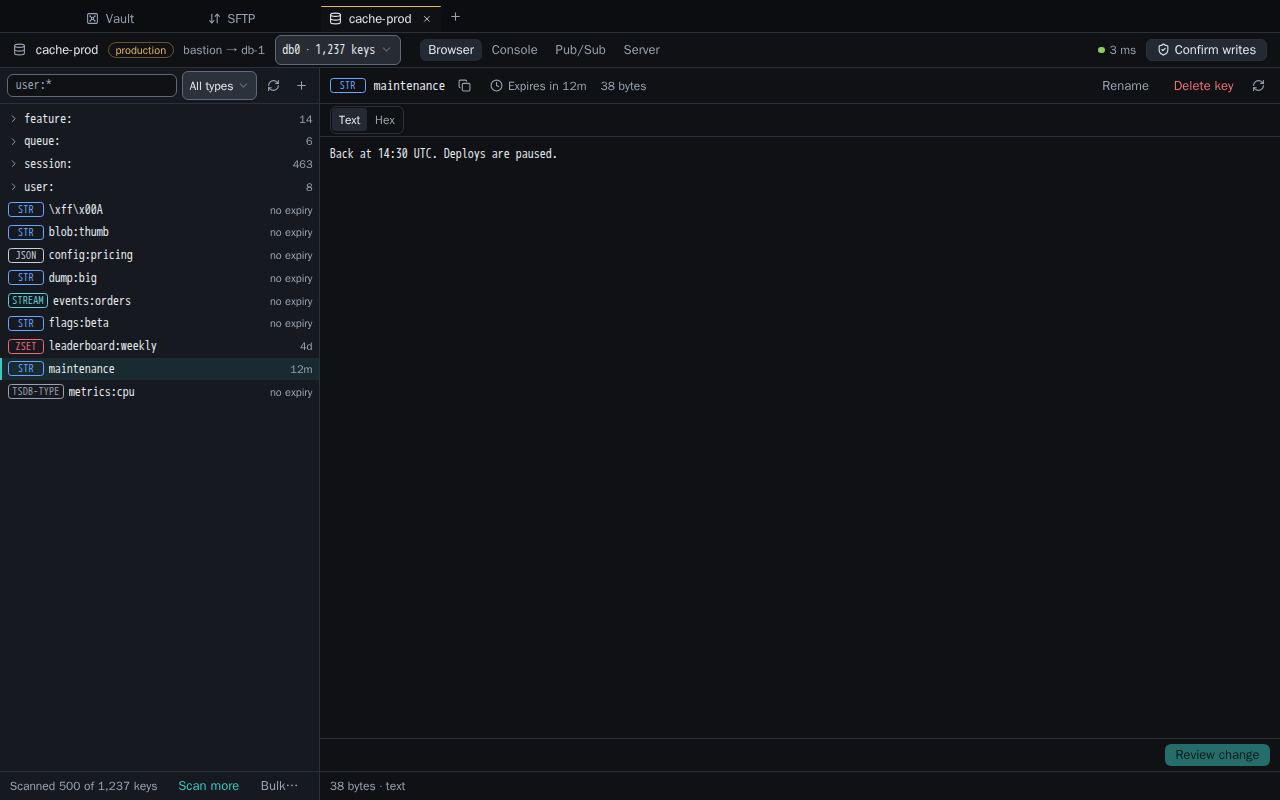 Vault
SFTP
cache-prod
cache-prod
production
bastion → db-1
db0 · 1,237 keys
Browser
Console
Pub/Sub
Server
3 ms
Confirm writes
user:*
All types
STR maintenance
Expires in 12m
38 bytes
Rename
Delete key
feature: 14
queue: 6
session: 463
user: 8
STR \xff\x00A no expiry
STR blob:thumb no expiry
JSON config:pricing no expiry
STR dump:big no expiry
STREAM events:orders no expiry
STR flags:beta no expiry
ZSET leaderboard:weekly 4d
STR maintenance 12m
TSDB-TYPE metrics:cpu no expiry
Text
Hex
Back at 14:30 UTC. Deploys are paused.
Review change
Scanned 500 of 1,237 keys
Scan more
Bulk···
38 bytes · text